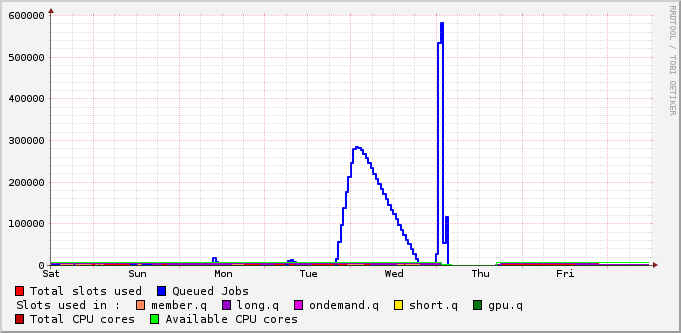 600000
500000
400000
300000
200000
100000
0
Sat Sun Mon Tue Wed Thu Fri
RRDTOOL / TOBI OETIKER
Total slots used Queued Jobs
Slots used in : member.q long.q ondemand.q short.q gpu.q
Total CPU cores Available CPU cores